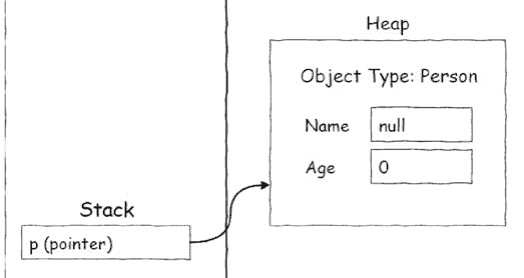 Heap
Object Type: Person
Name null
Age 0
Stack
p (pointer)